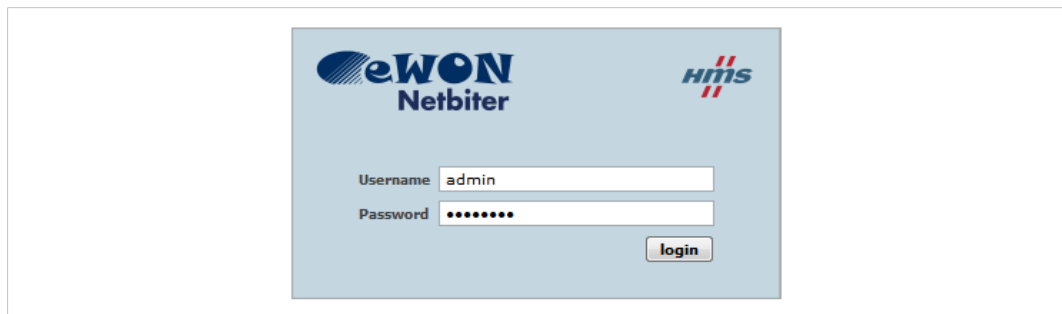 eWON
Netbiter
HMS
Username admin
Password ••••••••
login